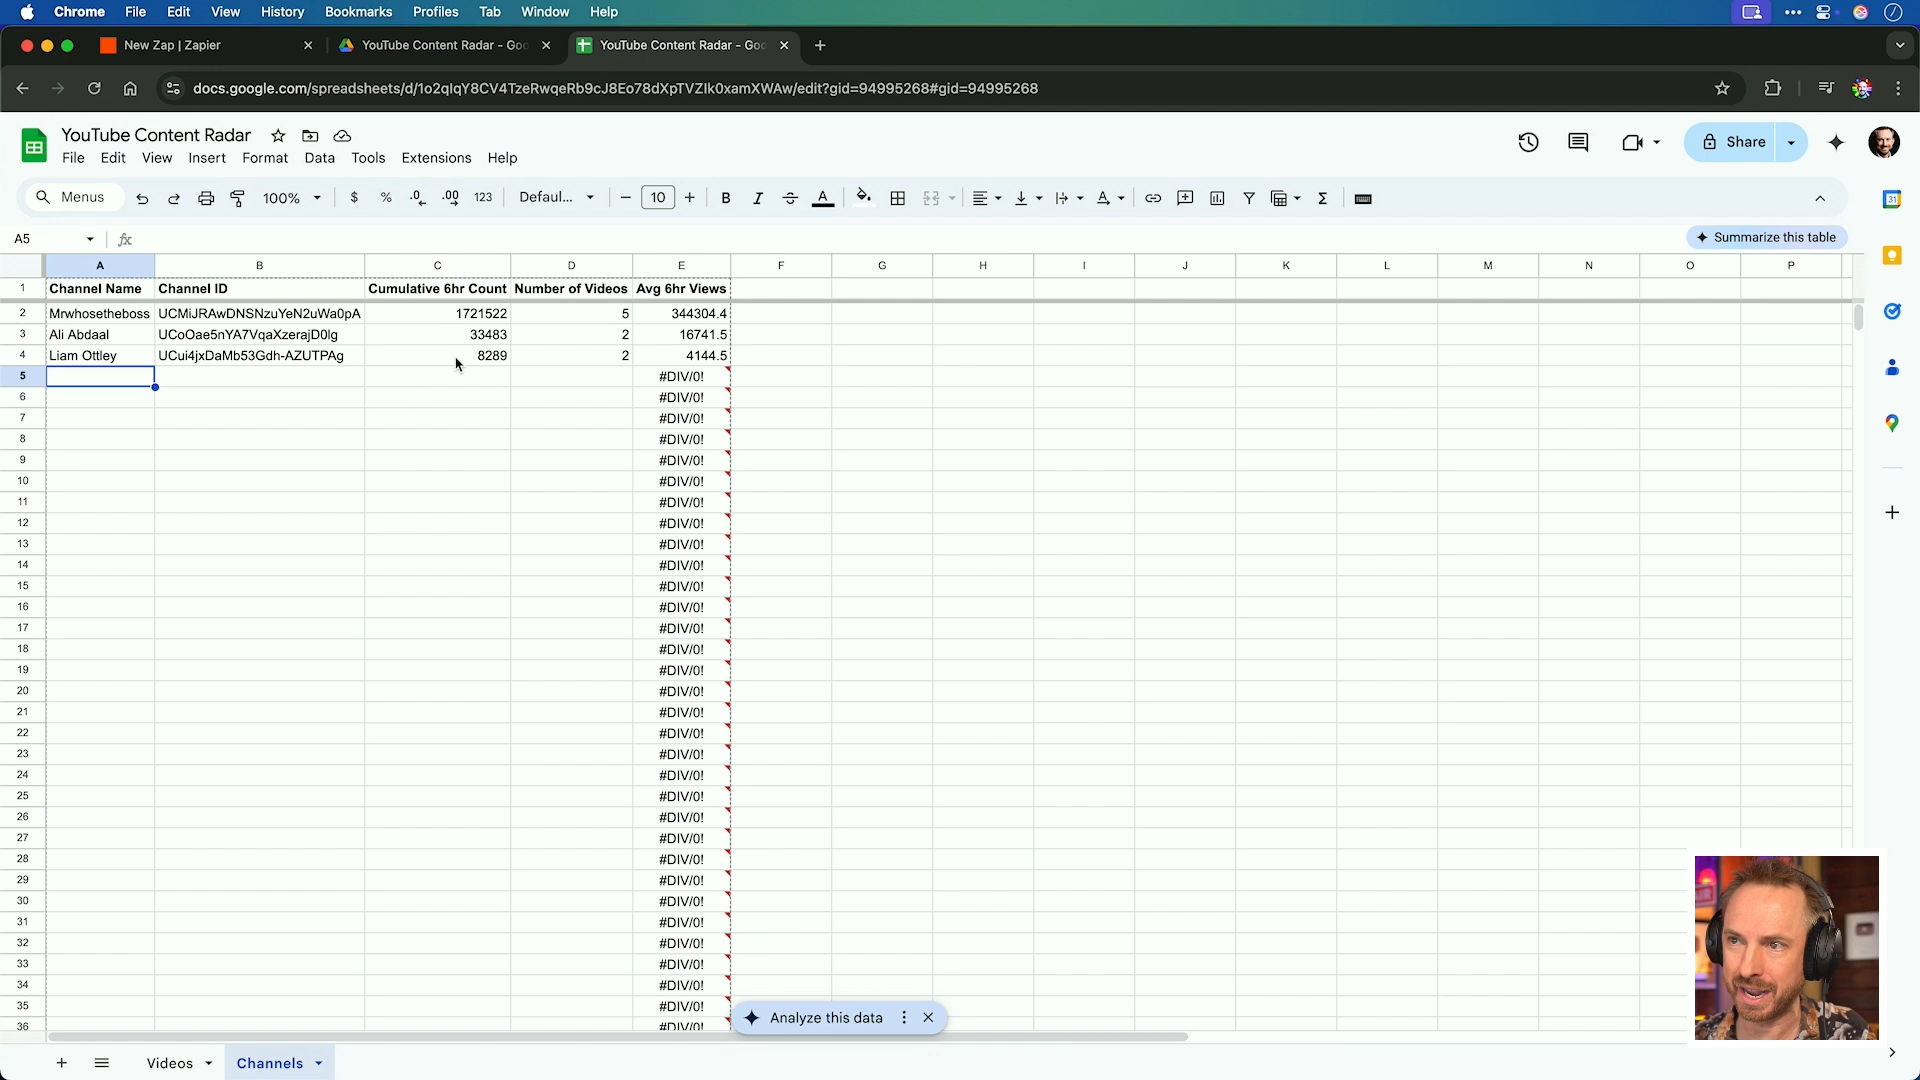 Chrome File Edit View History Bookmarks Profiles Tab Window Help
New Zap | Zapier
YouTube Content Radar - Goo
YouTube Content Radar - Goo
docs.google.com/spreadsheets/d/1o2qIqY8CV4TzeRwqeRb9cJ8Eo78dXpTVZIk0xamXWAw/edit?gid=94995268#gid=94995268
YouTube Content Radar
Share
File Edit View Insert Format Data Tools Extensions Help
Menus 100% $ % .0 .00 123 Defaul... 10 B I S A
A5 fx Summarize this table
A B C D E F G H I J K L M N O P
1 Channel Name Channel ID Cumulative 6hr Count Number of Videos Avg 6hr Views
2 Mrwhosetheboss UCMiJRAwDNSNzuYeN2uWa0pA 1721522 5 344304.4
3 Ali Abdaal UCoOae5nYA7VqaXzerajD0lg 33483 2 16741.5
4 Liam Ottley UCui4jxDaMb53Gdh-AZUTPAg 8289 2 4144.5
5 #DIV/0!
6 #DIV/0!
7 #DIV/0!
8 #DIV/0!
9 #DIV/0!
10 #DIV/0!
11 #DIV/0!
12 #DIV/0!
13 #DIV/0!
14 #DIV/0!
15 #DIV/0!
16 #DIV/0!
17 #DIV/0!
18 #DIV/0!
19 #DIV/0!
20 #DIV/0!
21 #DIV/0!
22 #DIV/0!
23 #DIV/0!
24 #DIV/0!
25 #DIV/0!
26 #DIV/0!
27 #DIV/0!
28 #DIV/0!
29 #DIV/0!
30 #DIV/0!
31 #DIV/0!
32 #DIV/0!
33 #DIV/0!
34 #DIV/0!
35 #DIV/0!
36 #DIV/0!
Analyze this data
Videos Channels
31